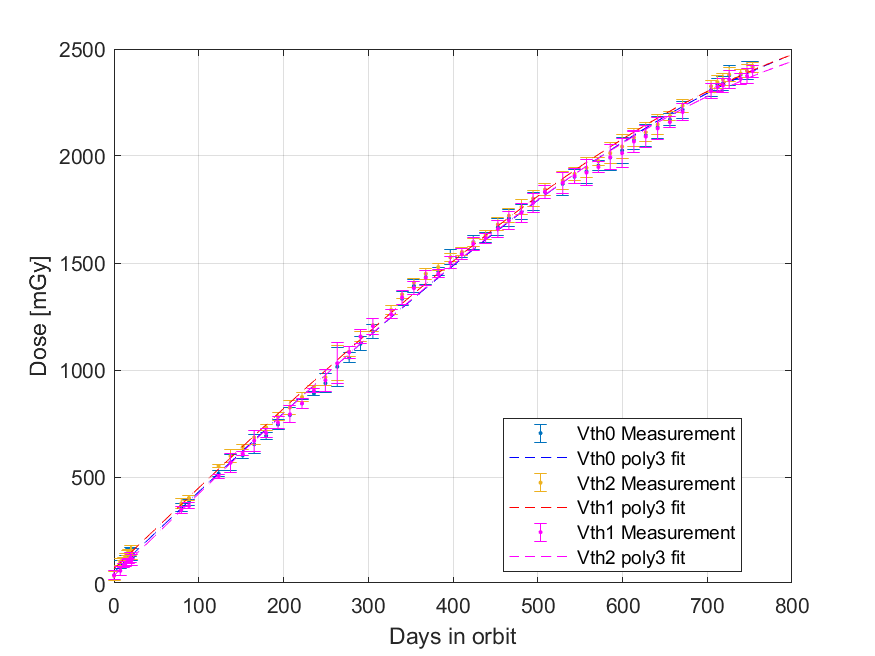 2500
2000
1500
1000
500
0
Dose [mGy]
0 100 200 300 400 500 600 700 800
Days in orbit
Vth0 Measurement
Vth0 poly3 fit
Vth2 Measurement
Vth1 poly3 fit
Vth1 Measurement
Vth2 poly3 fit